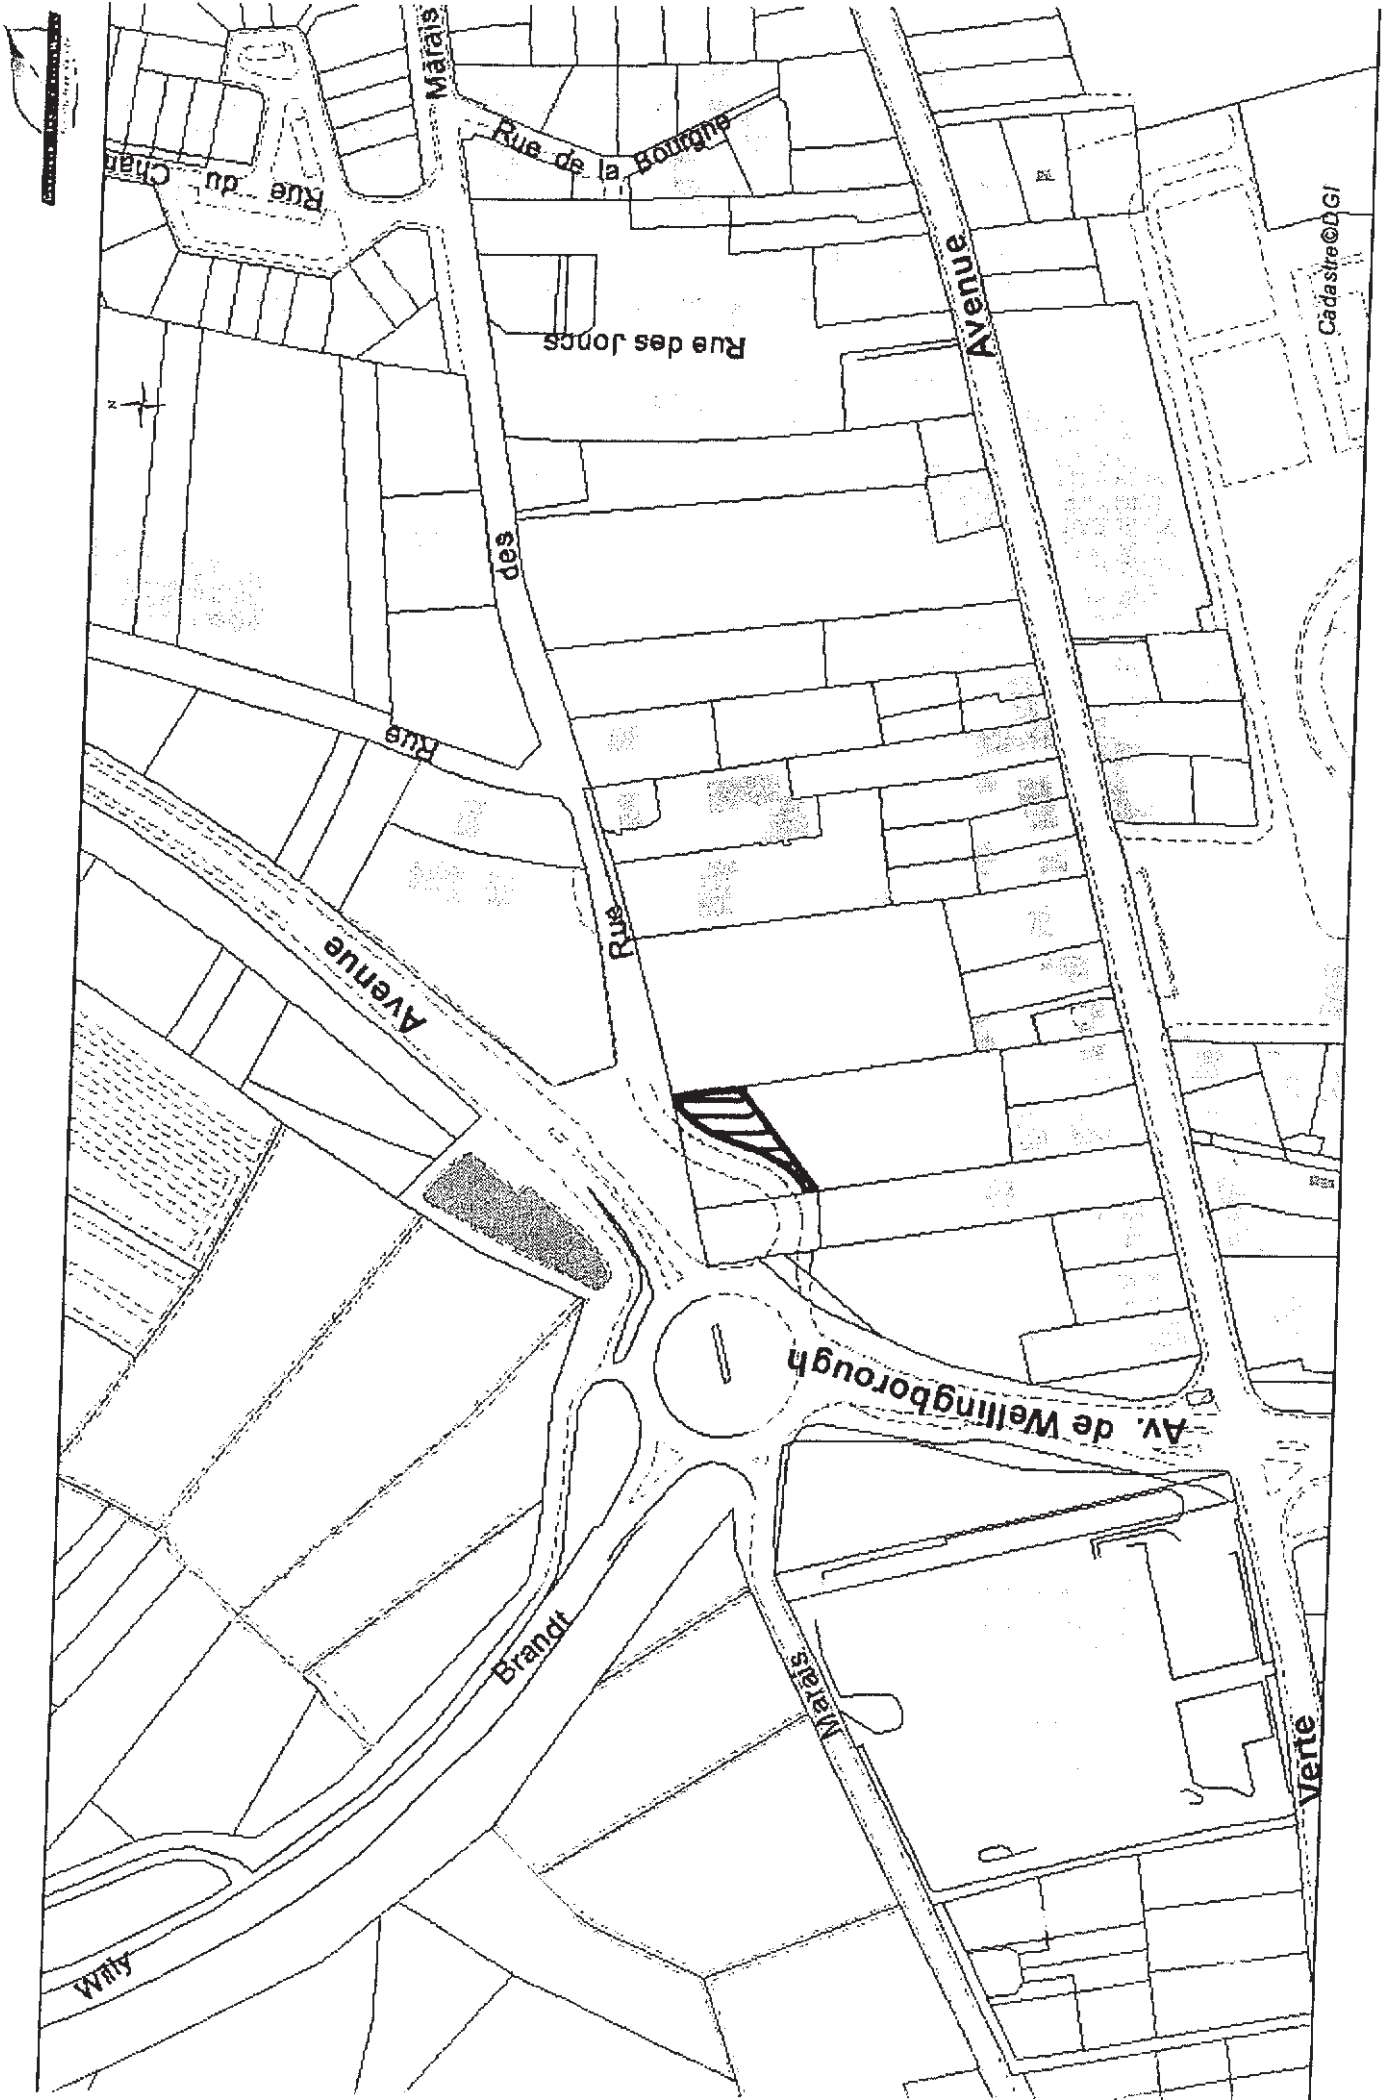 Marais
Rue de la Bourgne
Rue du Char
Avenue
Cadastre©DGI
Rue des Joncs
N
des
Rue
Avenue
Rue
Av. de Wellingborough
Brandt
Marais
Verte
Willy